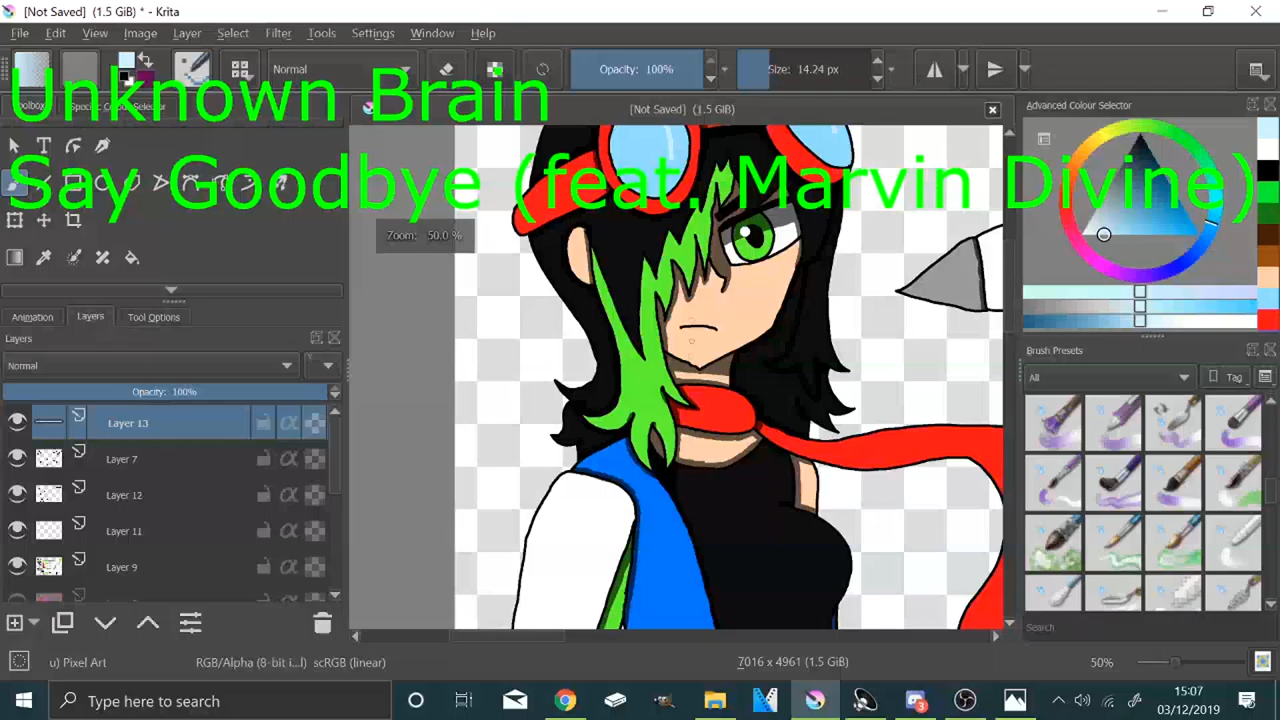 [Not Saved] (1.5 GiB) * - Krita
File Edit View Image Layer Select Filter Tools Settings Window Help
Normal Opacity: 100% Size: 14.24 px
Unknown Brain
Say Goodbye (feat. Marvin Divine)
[Not Saved] (1.5 GiB)
Advanced Colour Selector
Zoom: 50.0 %
Animation Layers Tool Options
Layers
Normal
Opacity: 100%
Layer 13
Layer 7
Layer 12
Layer 11
Layer 9
Brush Presets
All Tag
Search
u) Pixel Art RGB/Alpha (8-bit i...l) scRGB (linear) 7016 x 4961 (1.5 GiB) 50%
Type here to search
3
15:07
03/12/2019